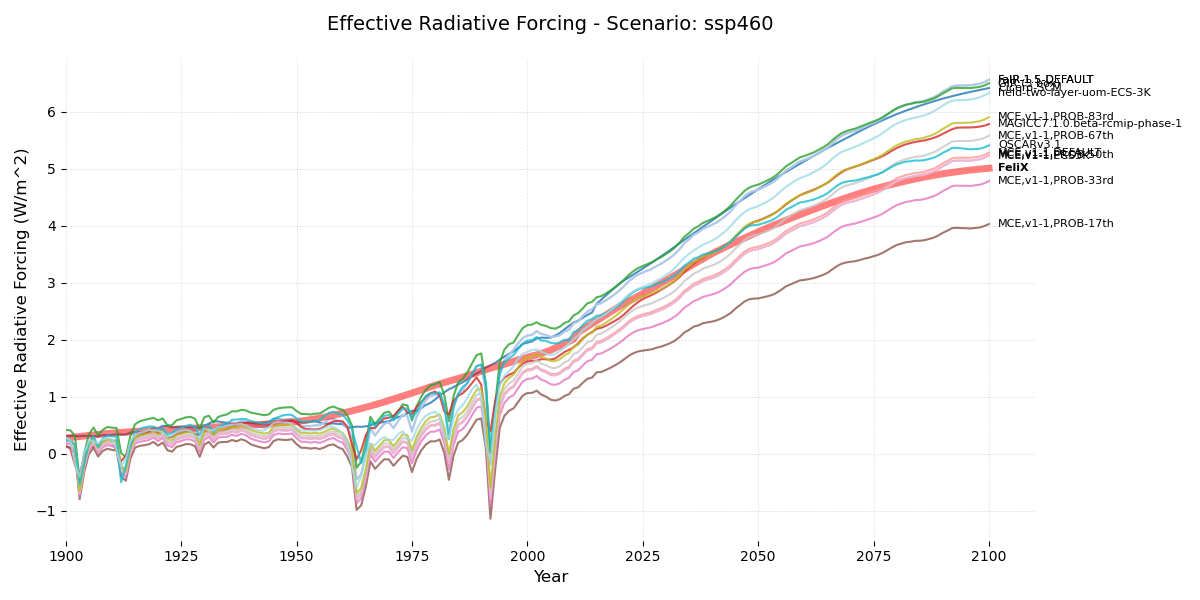 Effective Radiative Forcing - Scenario: ssp460
Effective Radiative Forcing (W/m^2)
6
5
4
3
2
1
0
−1
1900
1925
1950
1975
2000
2025
2050
2075
2100
Year
FaIR-1.5-DEFAULT
held-two-layer-uom-ECS-3K
MCE,v1-1,PROB-83rd
MAGICC7.1.0.beta-rcmip-phase-1
MCE,v1-1,PROB-67th
OSCARv3.1
FeliX
MCE,v1-1,PROB-33rd
MCE,v1-1,PROB-17th